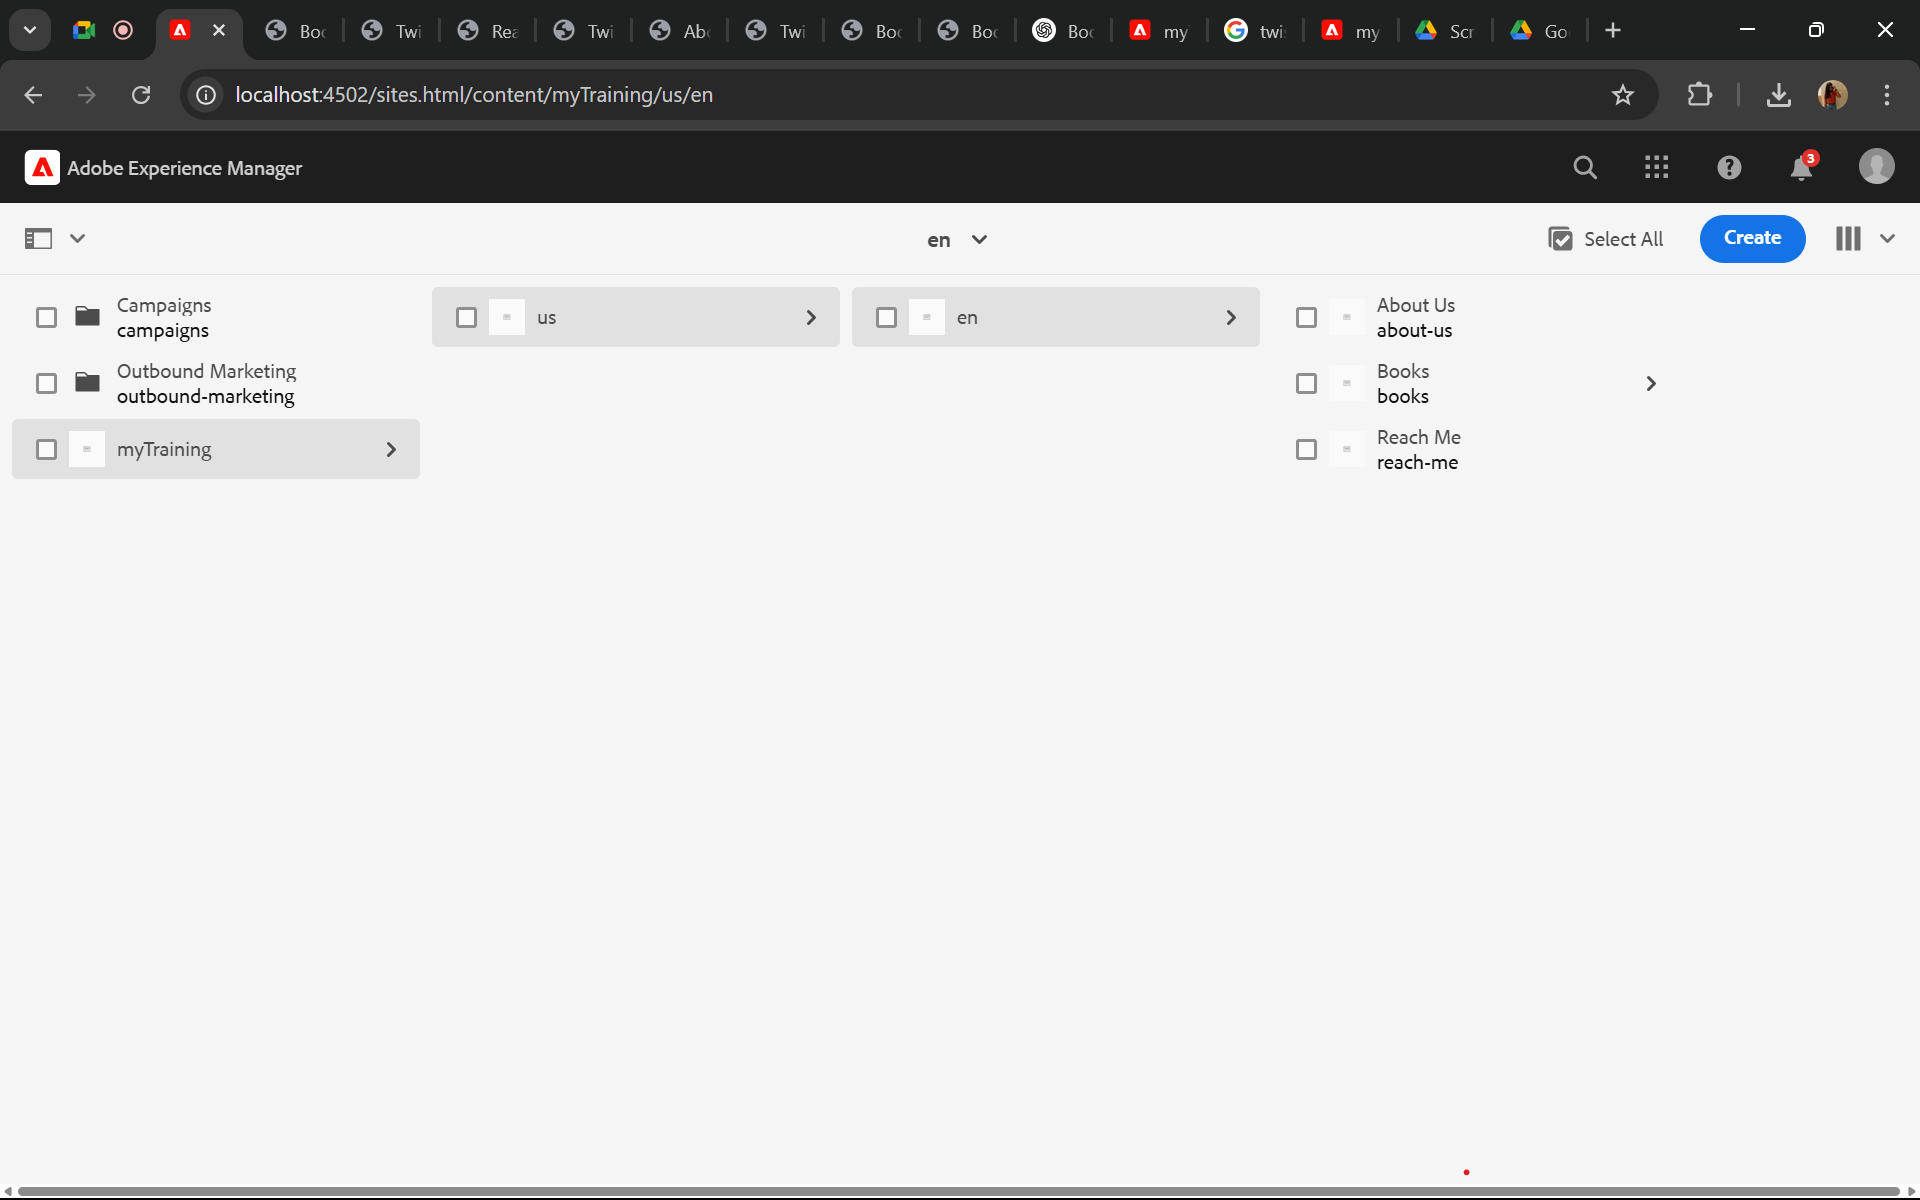 Boo
Twi
Rea
Twi
Abo
Twi
Boo
Boo
Boo
my
twi
my
Scr
Go
localhost:4502/sites.html/content/myTraining/us/en
Adobe Experience Manager
3
en
Select All
Create
Campaigns
campaigns
Outbound Marketing
outbound-marketing
myTraining
us
en
About Us
about-us
Books
books
Reach Me
reach-me